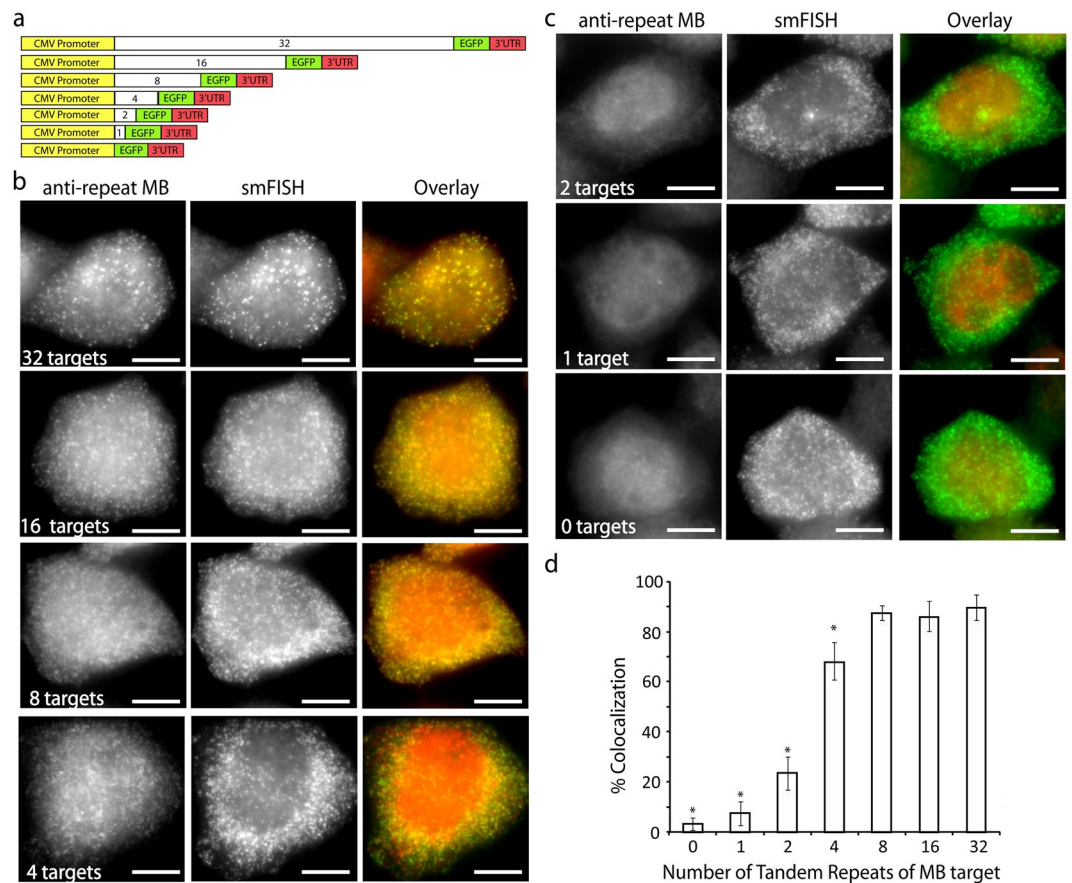 a
CMV Promoter 32 EGFP 3'UTR
CMV Promoter 16 EGFP 3'UTR
CMV Promoter 8 EGFP 3'UTR
CMV Promoter 4 EGFP 3'UTR
CMV Promoter 2 EGFP 3'UTR
CMV Promoter 1 EGFP 3'UTR
CMV Promoter EGFP 3'UTR
b
anti-repeat MB smFISH Overlay
32 targets
16 targets
8 targets
4 targets
c
anti-repeat MB smFISH Overlay
2 targets
1 target
0 targets
d
% Colocalization
100
80
60
40
20
0
* * * *
0 1 2 4 8 16 32
Number of Tandem Repeats of MB target